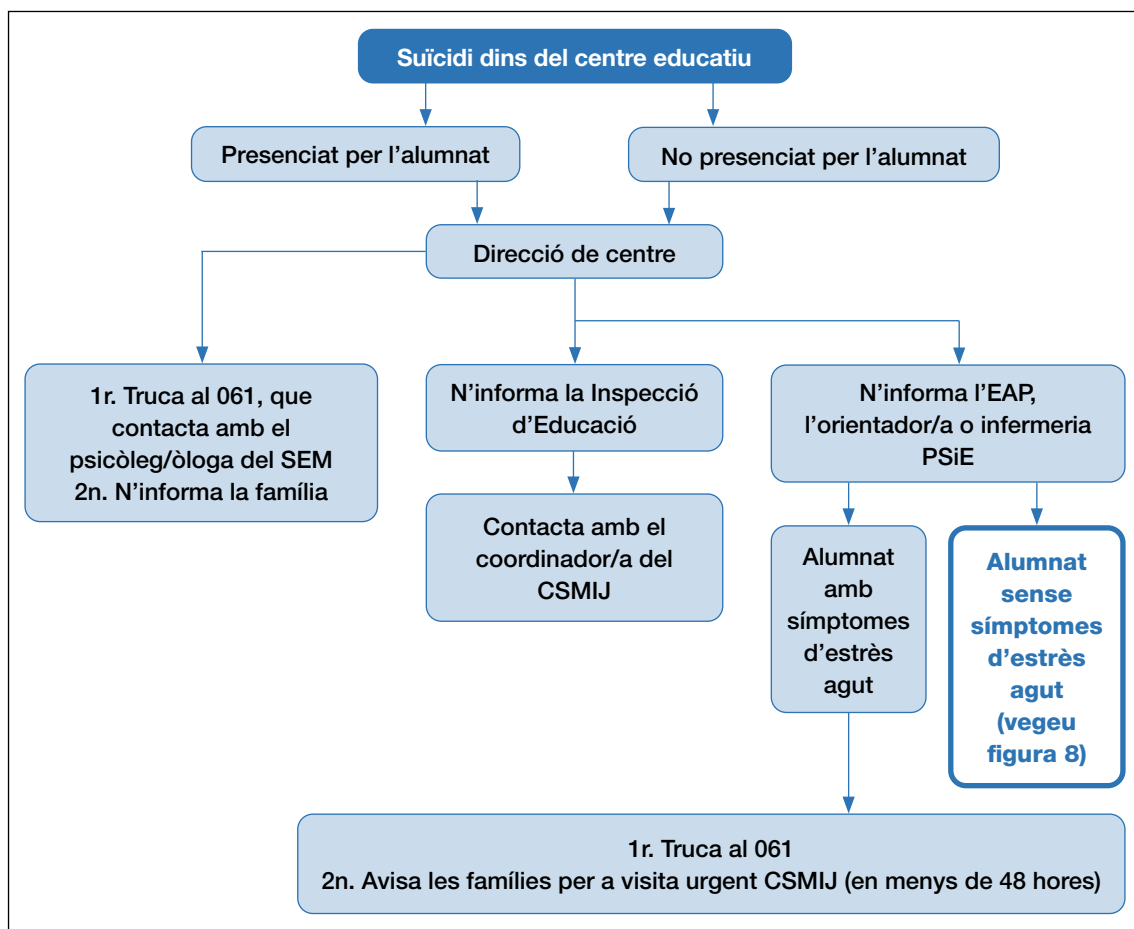 Suïcidi dins del centre educatiu
Presenciat per l’alumnat
No presenciat per l’alumnat
Direcció de centre
1r. Truca al 061, que
contacta amb el
psicòleg/òloga del SEM
2n. N’informa la família
N’informa la Inspecció
d’Educació
N’informa l’EAP,
l’orientador/a o infermeria
PSiE
Contacta amb el
coordinador/a del
CSMIJ
Alumnat
amb
símptomes
d’estrès
agut
Alumnat
sense
símptomes
d’estrès
agut
(vegeu
figura 8)
1r. Truca al 061
2n. Avisa les famílies per a visita urgent CSMIJ (en menys de 48 hores)